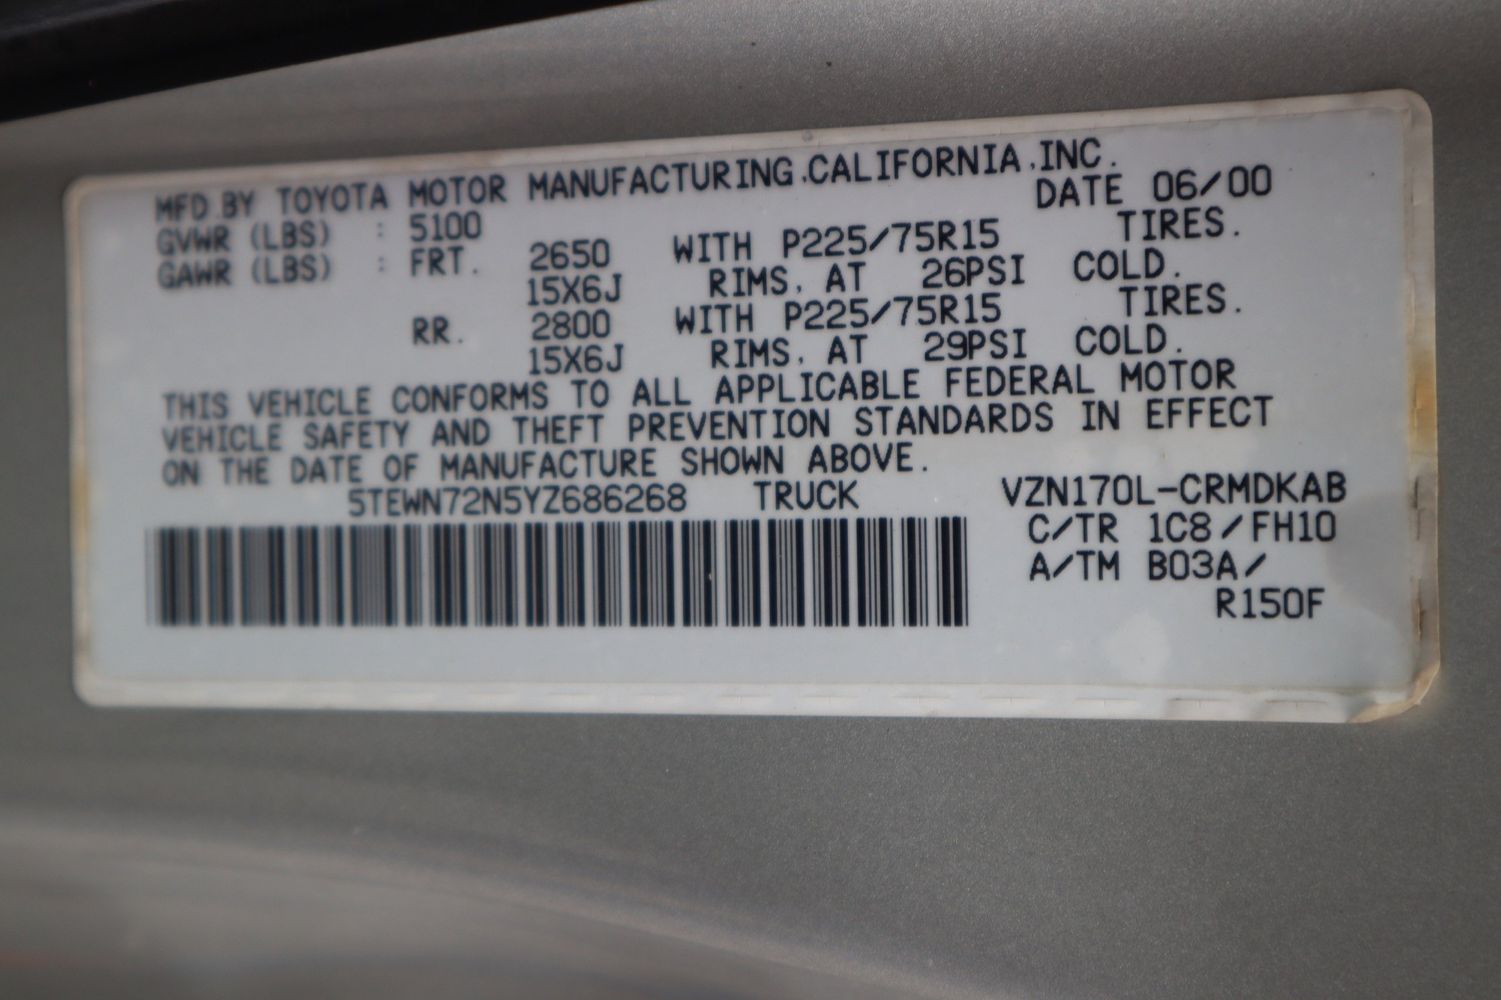 MFD.BY TOYOTA MOTOR MANUFACTURING.CALIFORNIA.INC.
DATE 06/00
GVWR (LBS) : 5100
GAWR (LBS) : FRT. 2650 WITH P225/75R15 TIRES.
15X6J RIMS. AT 26PSI COLD.
RR. 2800 WITH P225/75R15 TIRES.
15X6J RIMS. AT 29PSI COLD.
THIS VEHICLE CONFORMS TO ALL APPLICABLE FEDERAL MOTOR
VEHICLE SAFETY AND THEFT PREVENTION STANDARDS IN EFFECT
ON THE DATE OF MANUFACTURE SHOWN ABOVE.
5TEWN72N5YZ686268 TRUCK VZN170L-CRMDKAB
C/TR 1C8/FH10
A/TM B03A/
R150F